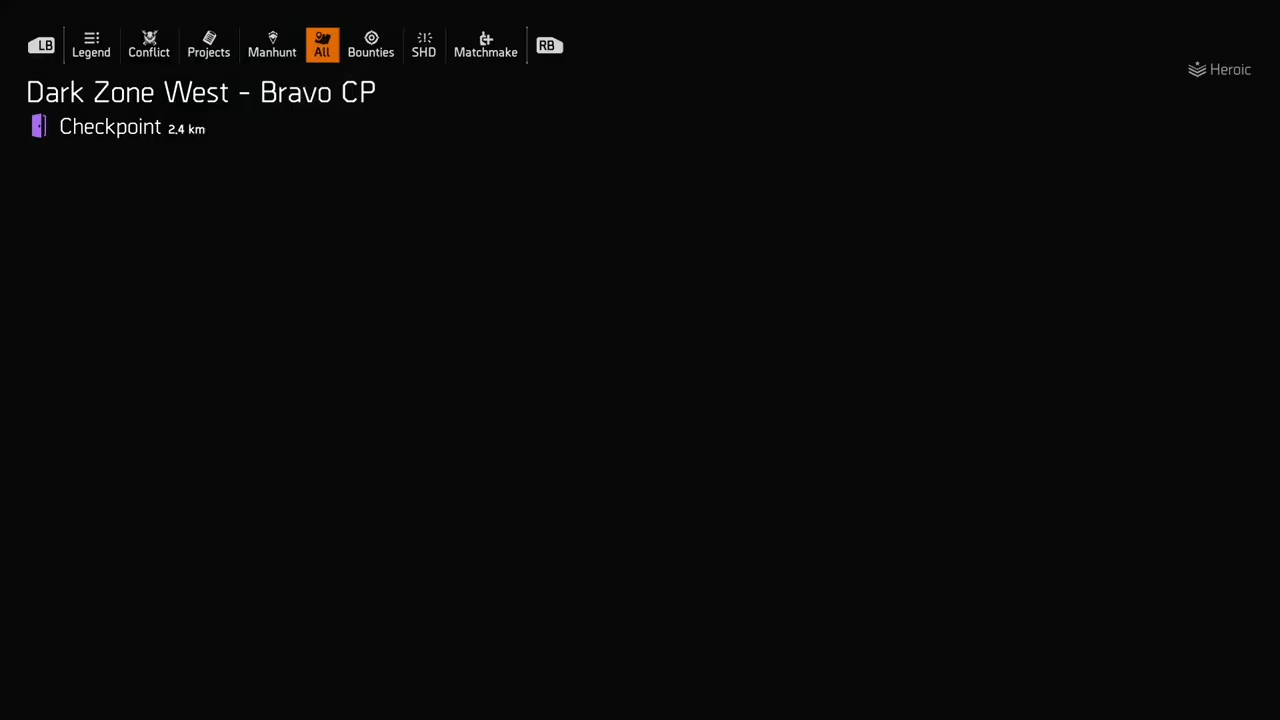 LB Legend Conflict Projects Manhunt All Bounties SHD Matchmake RB
Heroic
Dark Zone West - Bravo CP
Checkpoint 2.4 km